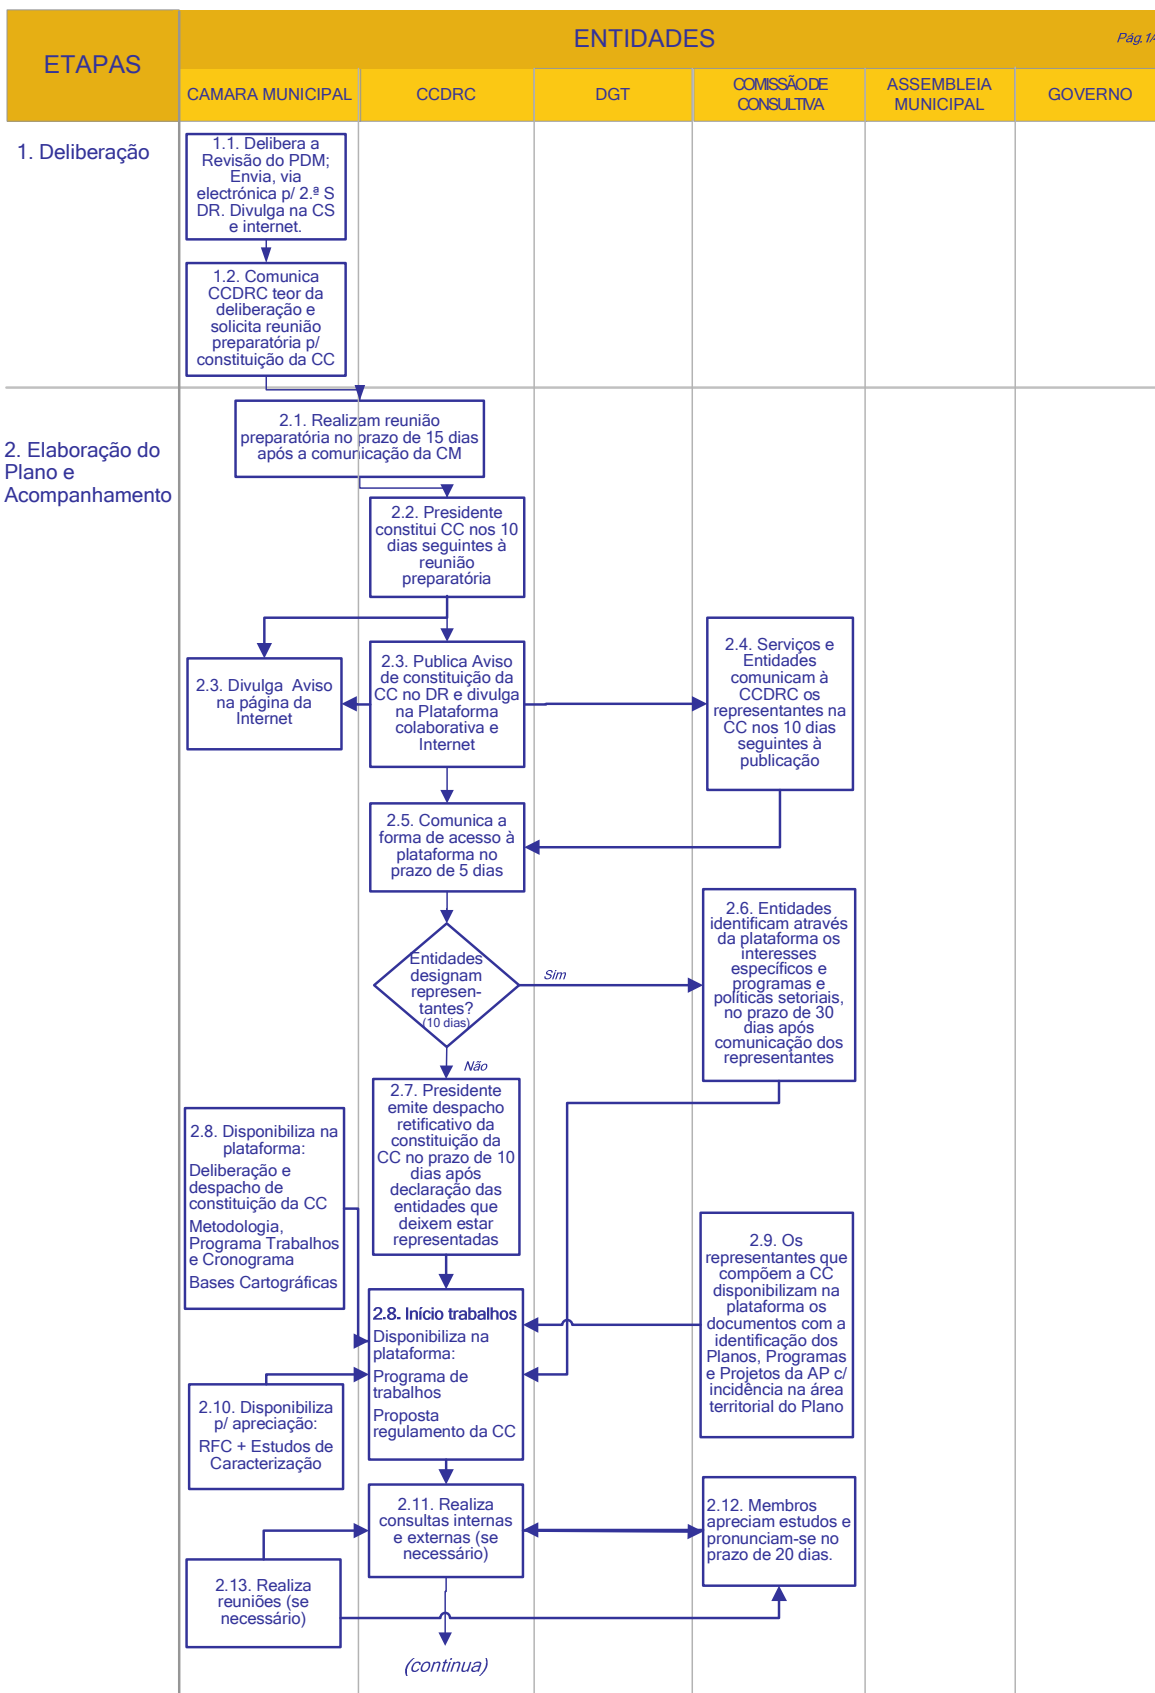 ETAPAS
ENTIDADES
Pág.1/4
CAMARA MUNICIPAL
CCDRC
DGT
COMISSÃO DE
CONSULTIVA
ASSEMBLEIA
MUNICIPAL
GOVERNO
1. Deliberação
1.1. Delibera a
Revisão do PDM;
Envia, via
electrónica p/ 2.ª S
DR. Divulga na CS
e internet.
1.2. Comunica
CCDRC teor da
deliberação e
solicita reunião
preparatória p/
constituição da CC
2. Elaboração do
Plano e
Acompanhamento
2.1. Realizam reunião
preparatória no prazo de 15 dias
após a comunicação da CM
2.2. Presidente
constitui CC nos 10
dias seguintes à
reunião
preparatória
2.3. Divulga Aviso
na página da
Internet
2.3. Publica Aviso
de constituição da
CC no DR e divulga
na Plataforma
colaborativa e
Internet
2.4. Serviços e
Entidades
comunicam à
CCDRC os
representantes na
CC nos 10 dias
seguintes à
publicação
2.5. Comunica a
forma de acesso à
plataforma no
prazo de 5 dias
Entidades
designam
represen-
tantes?
(10 dias)
Sim
Não
2.6. Entidades
identificam através
da plataforma os
interesses
específicos e
programas e
políticas setoriais,
no prazo de 30
dias após
comunicação dos
representantes
2.7. Presidente
emite despacho
retificativo da
constituição da
CC no prazo de 10
dias após
declaração das
entidades que
deixem estar
representadas
2.8. Disponibiliza na
plataforma:
Deliberação e
despacho de
constituição da CC
Metodologia,
Programa Trabalhos
e Cronograma
Bases Cartográficas
2.8. Início trabalhos
Disponibiliza na
plataforma:
Programa de
trabalhos
Proposta
regulamento da CC
2.9. Os
representantes que
compõem a CC
disponibilizam na
plataforma os
documentos com a
identificação dos
Planos, Programas
e Projetos da AP c/
incidência na área
territorial do Plano
2.10. Disponibiliza
p/ apreciação:
RFC + Estudos de
Caracterização
2.11. Realiza
consultas internas
e externas (se
necessário)
2.12. Membros
apreciam estudos e
pronunciam-se no
prazo de 20 dias.
2.13. Realiza
reuniões (se
necessário)
(continua)